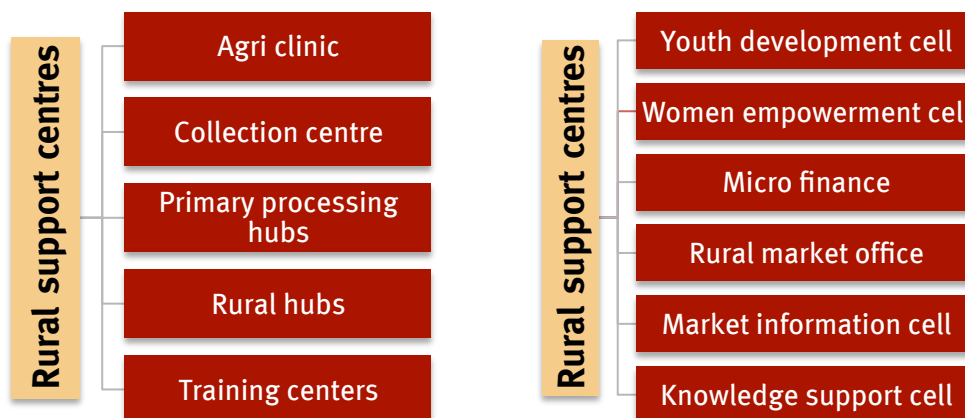 Rural support centres
Agri clinic
Collection centre
Primary processing
hubs
Rural hubs
Training centers
Rural support centres
Youth development cell
Women empowerment cell
Micro finance
Rural market office
Market information cell
Knowledge support cell